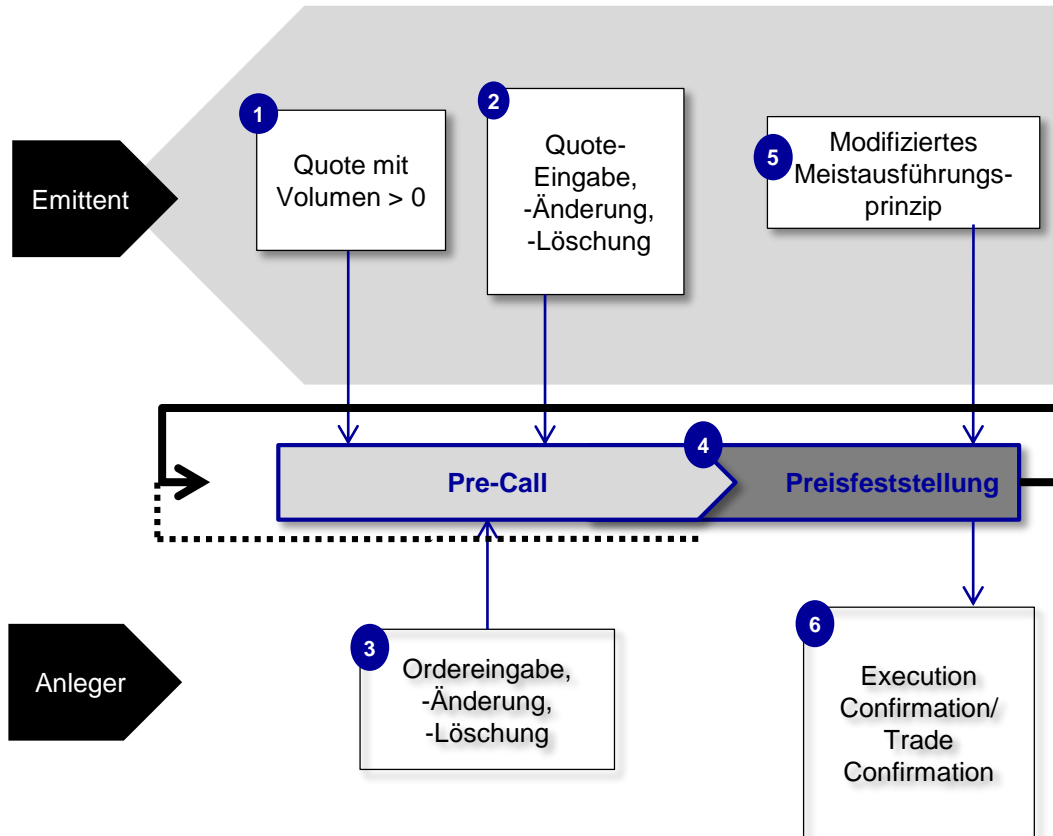 1
Quote mit
Volumen > 0
2
Quote-
Eingabe,
-Änderung,
-Löschung
5
Modifiziertes
Meistausführungs-
prinzip
Emittent
4
Pre-Call
Preisfeststellung
3
Ordereingabe,
-Änderung,
-Löschung
6
Execution
Confirmation/
Trade
Confirmation
Anleger